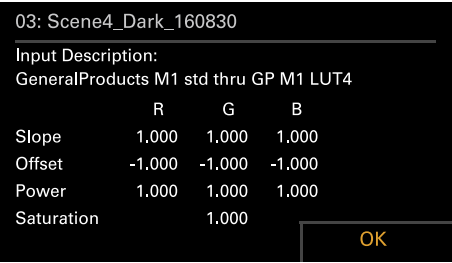 03: Scene4_Dark_160830
Input Description:
GeneralProducts M1 std thru GP M1 LUT4
R G B
Slope 1.000 1.000 1.000
Offset -1.000 -1.000 -1.000
Power 1.000 1.000 1.000
Saturation 1.000
OK